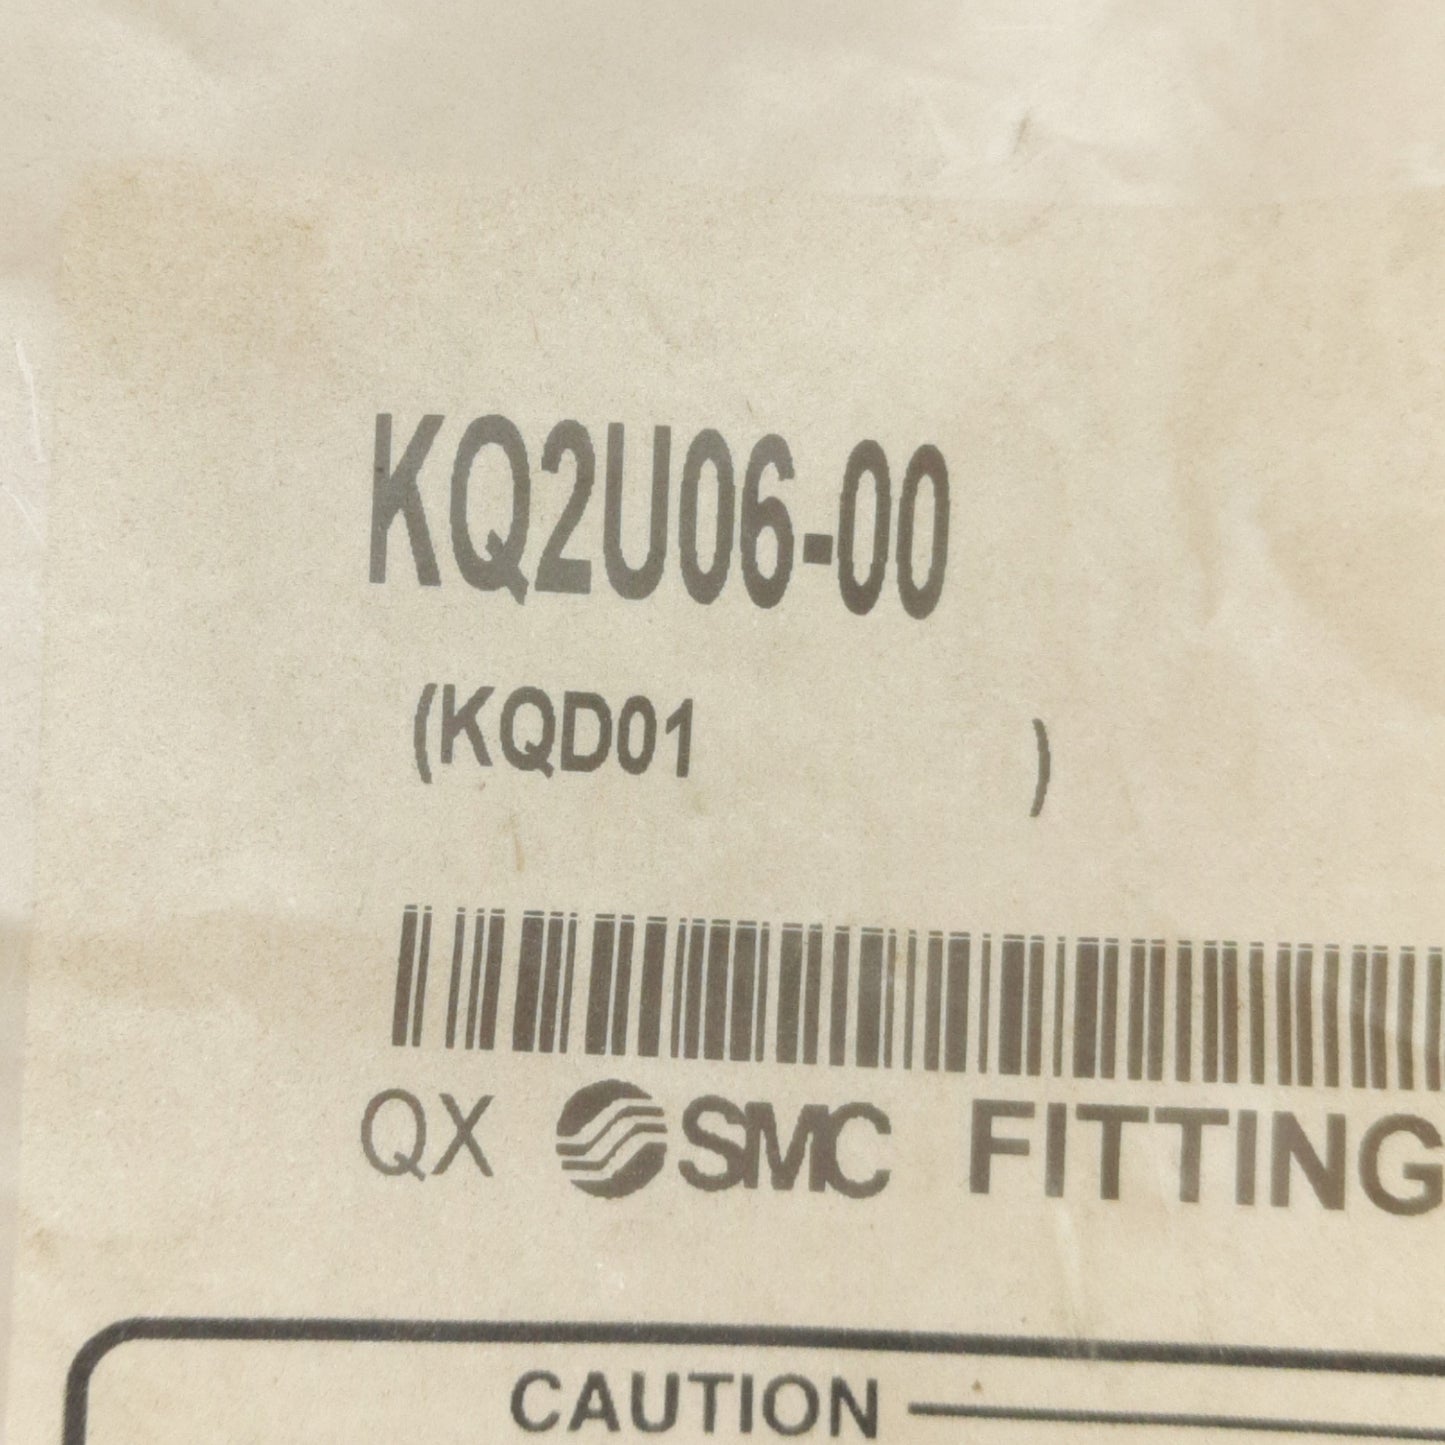 KQ2U06-00
(KQD01 )
QX SMC FITTING
CAUTION